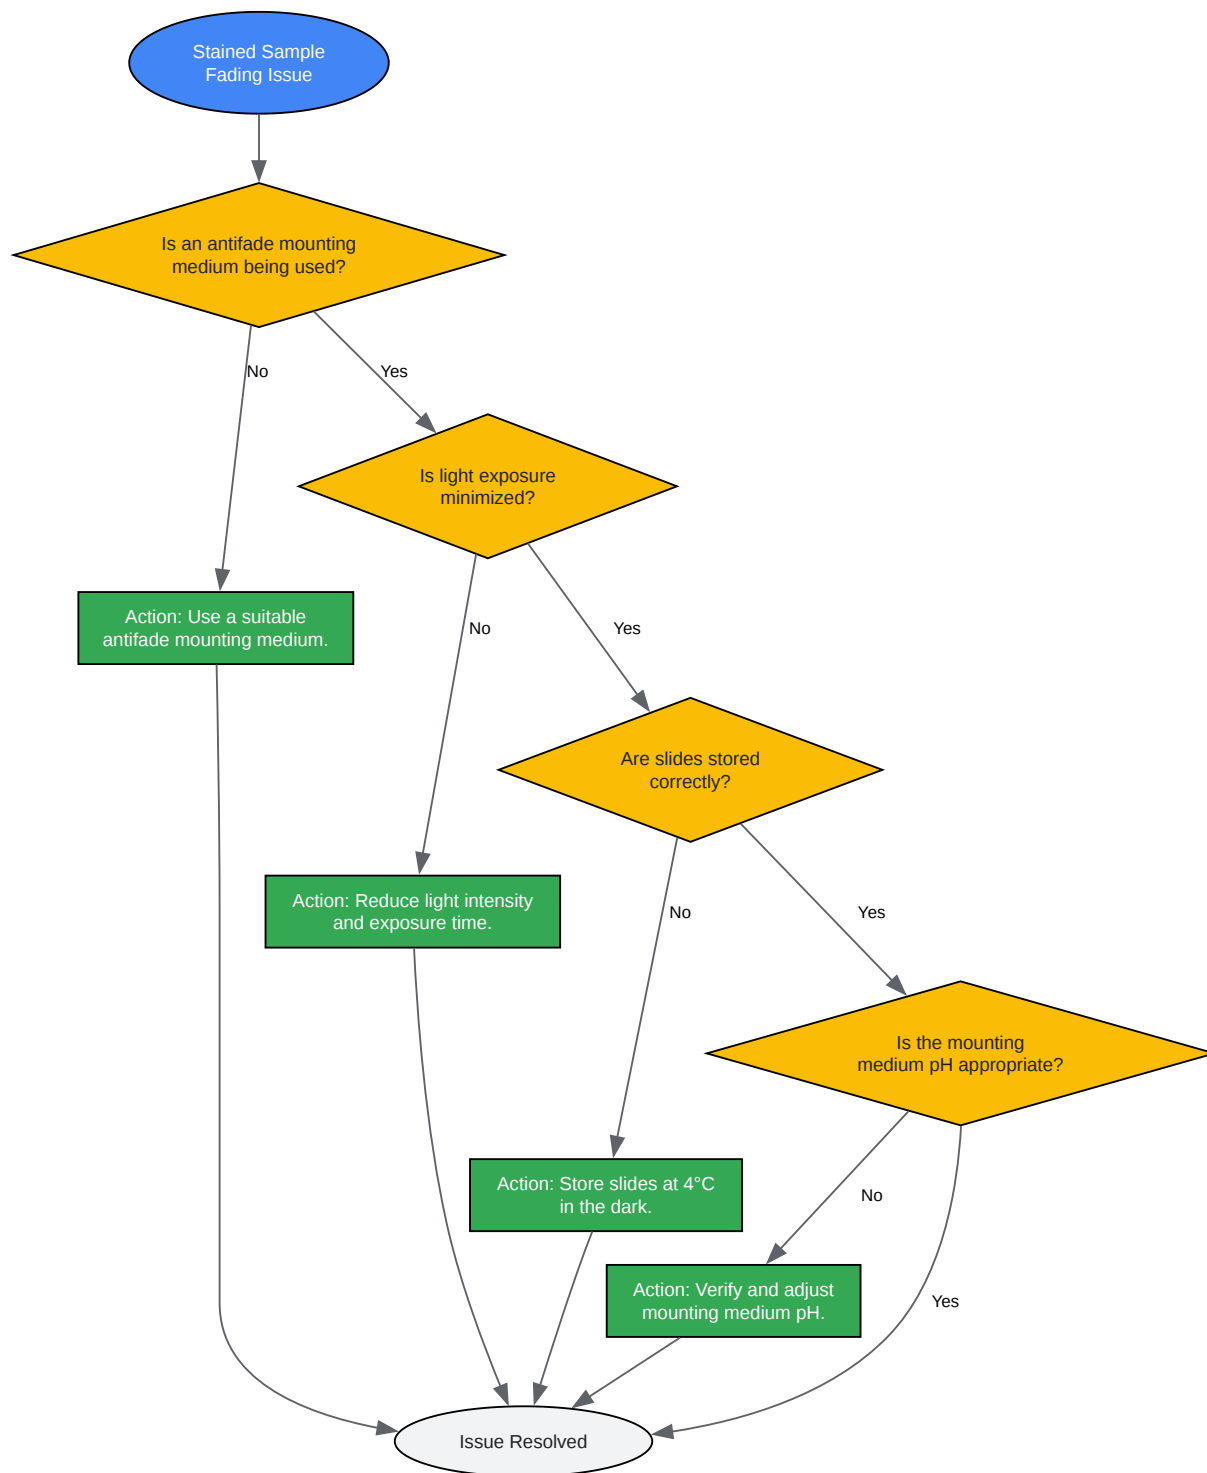 Stained Sample
Fading Issue
Is an antifade mounting
medium being used?
No
Yes
Is light exposure
minimized?
Action: Use a suitable
antifade mounting medium.
No
Yes
Are slides stored
correctly?
Action: Reduce light intensity
and exposure time.
No
Yes
Is the mounting
medium pH appropriate?
Action: Store slides at 4°C
in the dark.
No
Action: Verify and adjust
mounting medium pH.
Yes
Issue Resolved